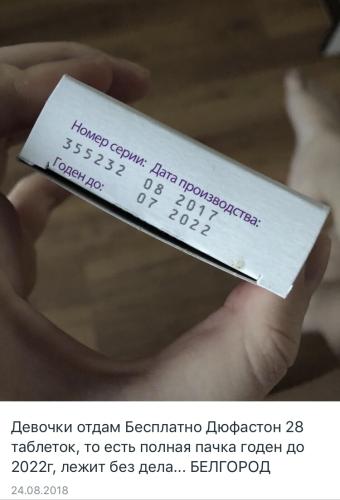 Номер серии: Дата производства:
355232 08 2017
Годен до: 07 2022
Девочки отдам Бесплатно Дюфастон 28
таблеток, то есть полная пачка годен до
2022г, лежит без дела... БЕЛГОРОД
24.08.2018